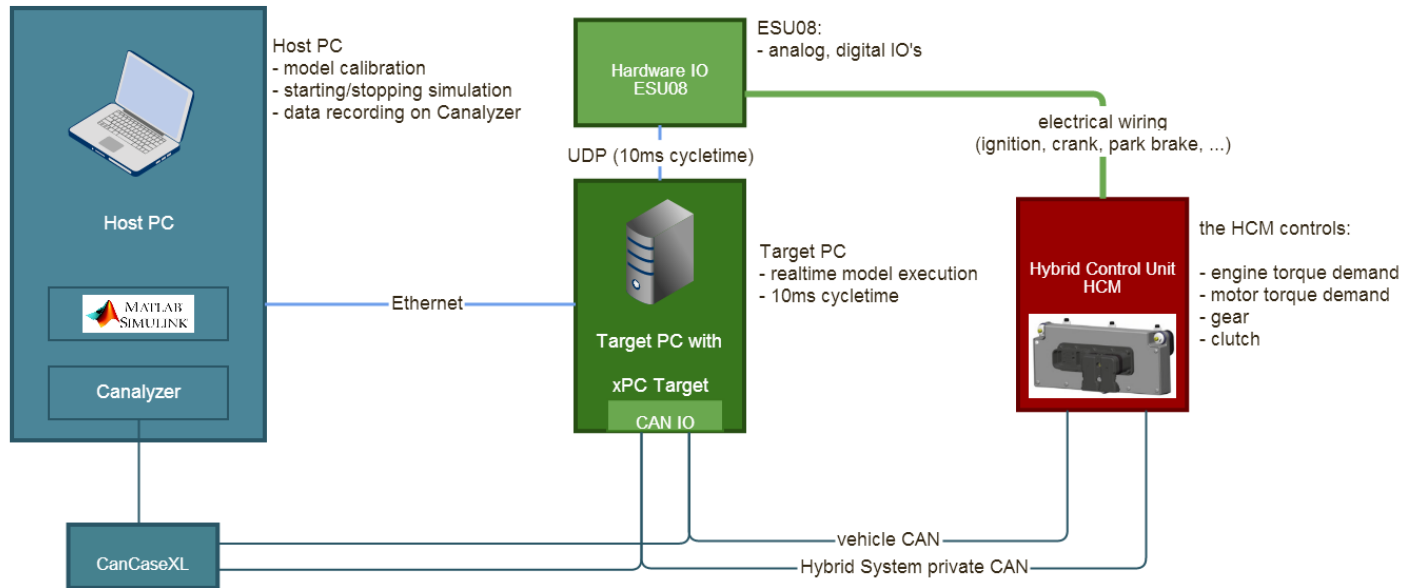 Host PC
- model calibration
- starting/stopping simulation
- data recording on Canalyzer
Host PC
MATLAB
SIMULINK
Canalyzer
CanCaseXL
Ethernet
Hardware IO
ESU08
ESU08:
- analog, digital IO's
UDP (10ms cycletime)
Target PC with
xPC Target
CAN IO
Target PC
- realtime model execution
- 10ms cycletime
electrical wiring
(ignition, crank, park brake, ...)
Hybrid Control Unit
HCM
the HCM controls:
- engine torque demand
- motor torque demand
- gear
- clutch
vehicle CAN
Hybrid System private CAN